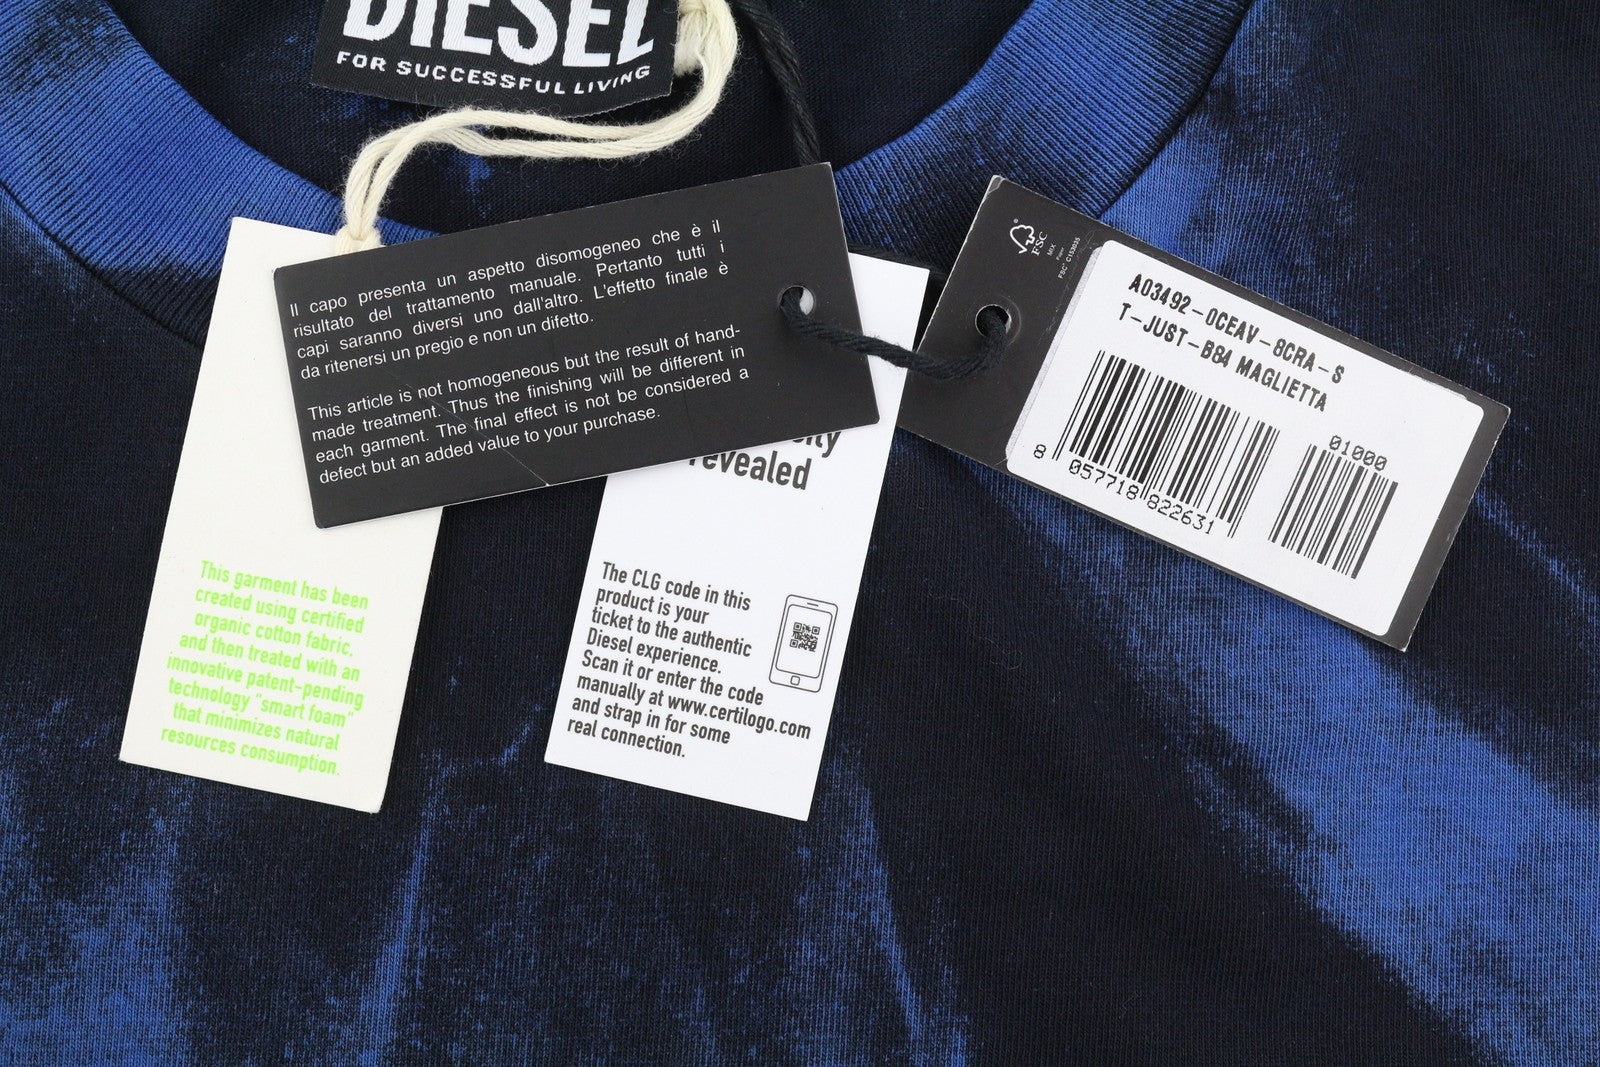 DIESEL
FOR SUCCESSFUL LIVING
Il capo presenta un aspetto disomogeneo che è il
risultato del trattamento manuale. Pertanto tutti i
capi saranno diversi uno dall'altro. L'effetto finale è
da ritenersi un pregio e non un difetto.
This article is not homogeneous but the result of hand-
made treatment. Thus the finishing will be different in
each garment. The final effect is not be considered a
defect but an added value to your purchase.
FSC
MIX
Paper
FSC® C153035
A03492-0CEAV-8CRA-S
T-JUST-B84 MAGLIETTA
01000
8 057718 822631
revealed
The CLG code in this
product is your
ticket to the authentic
Diesel experience.
Scan it or enter the code
manually at www.certilogo.com
and strap in for some
real connection.
This garment has been
created using certified
organic cotton fabric,
and then treated with an
innovative patent-pending
technology "smart foam"
that minimizes natural
resources consumption.